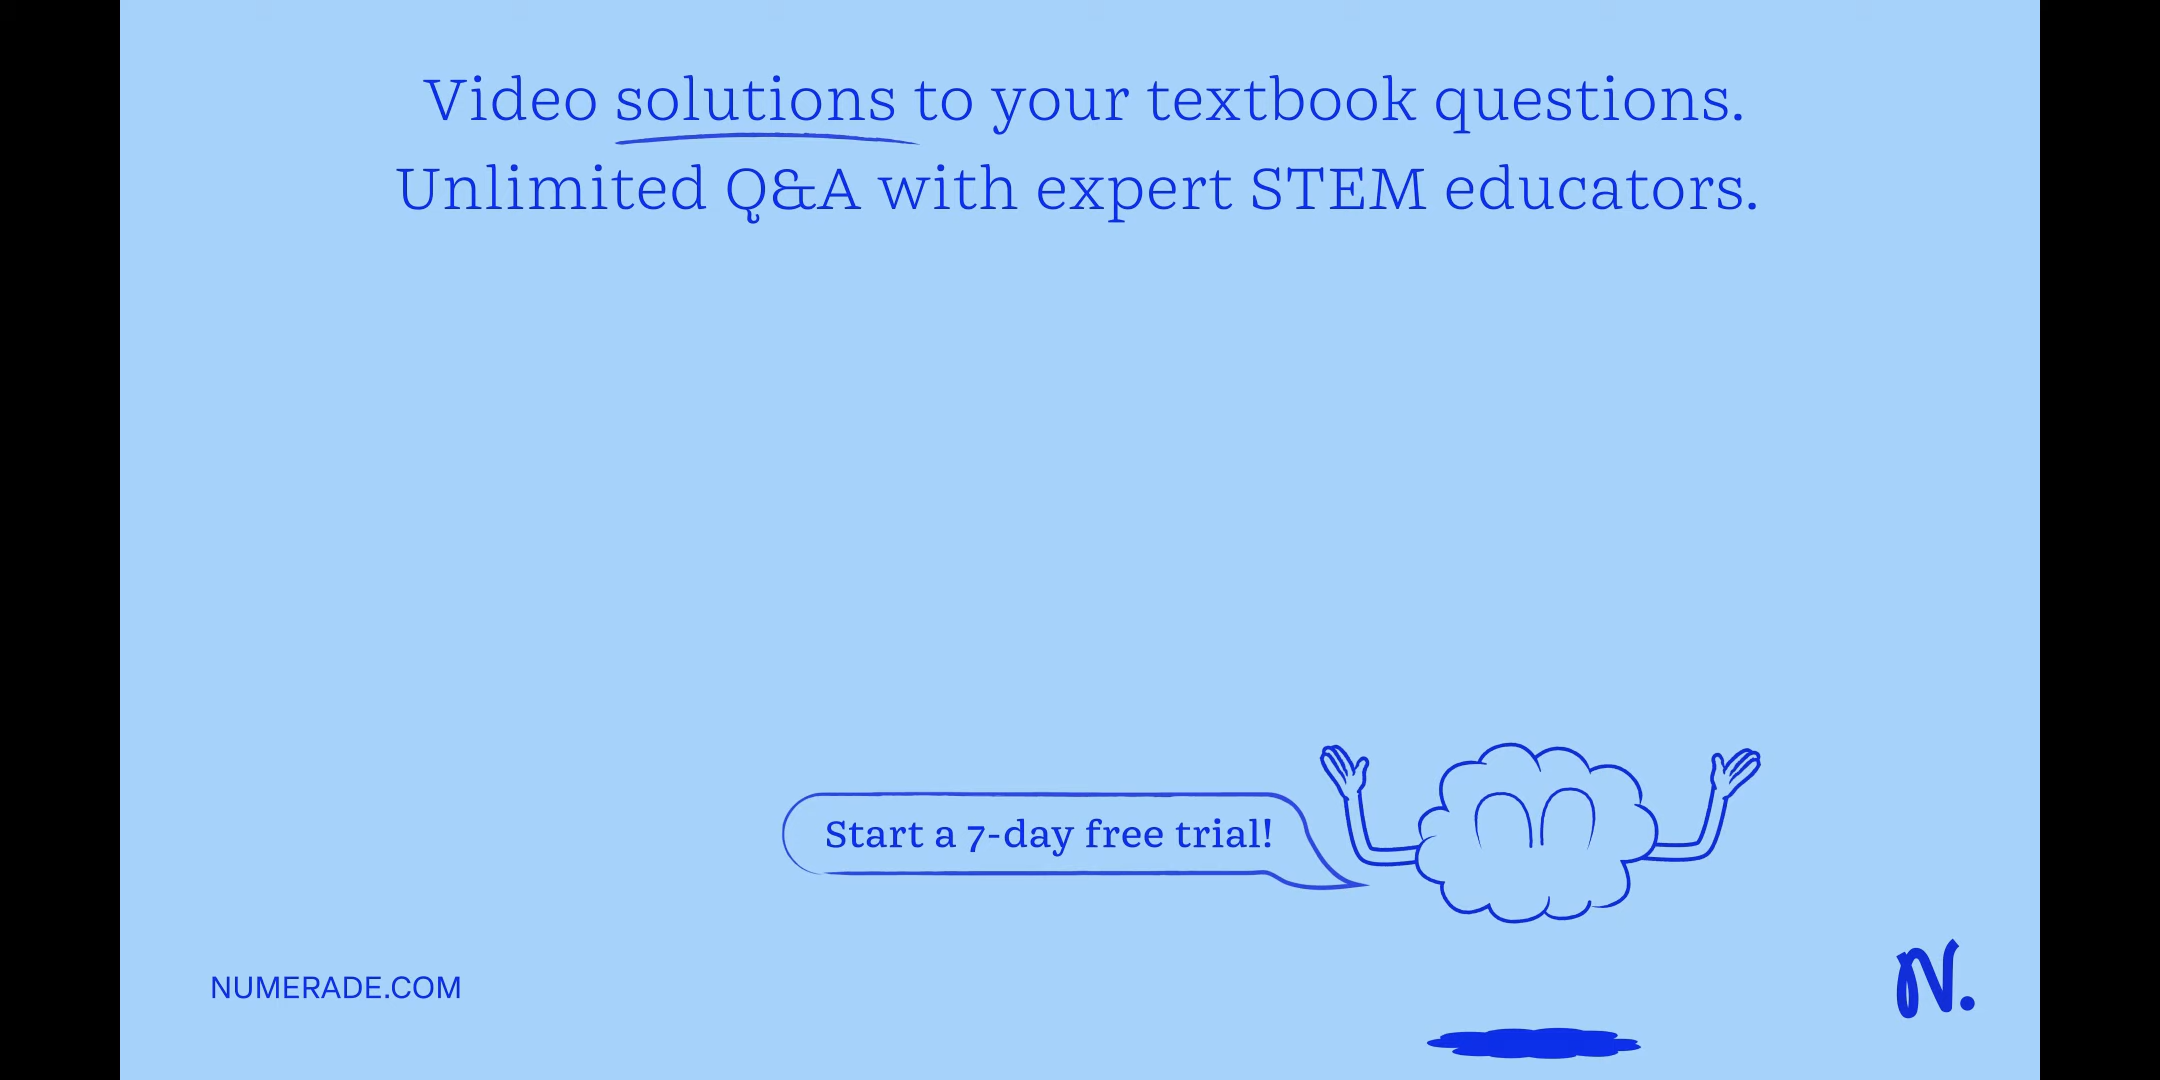 Video solutions to your textbook questions.
Unlimited Q&A with expert STEM educators.
Start a 7-day free trial!
NUMERADE.COM
N.